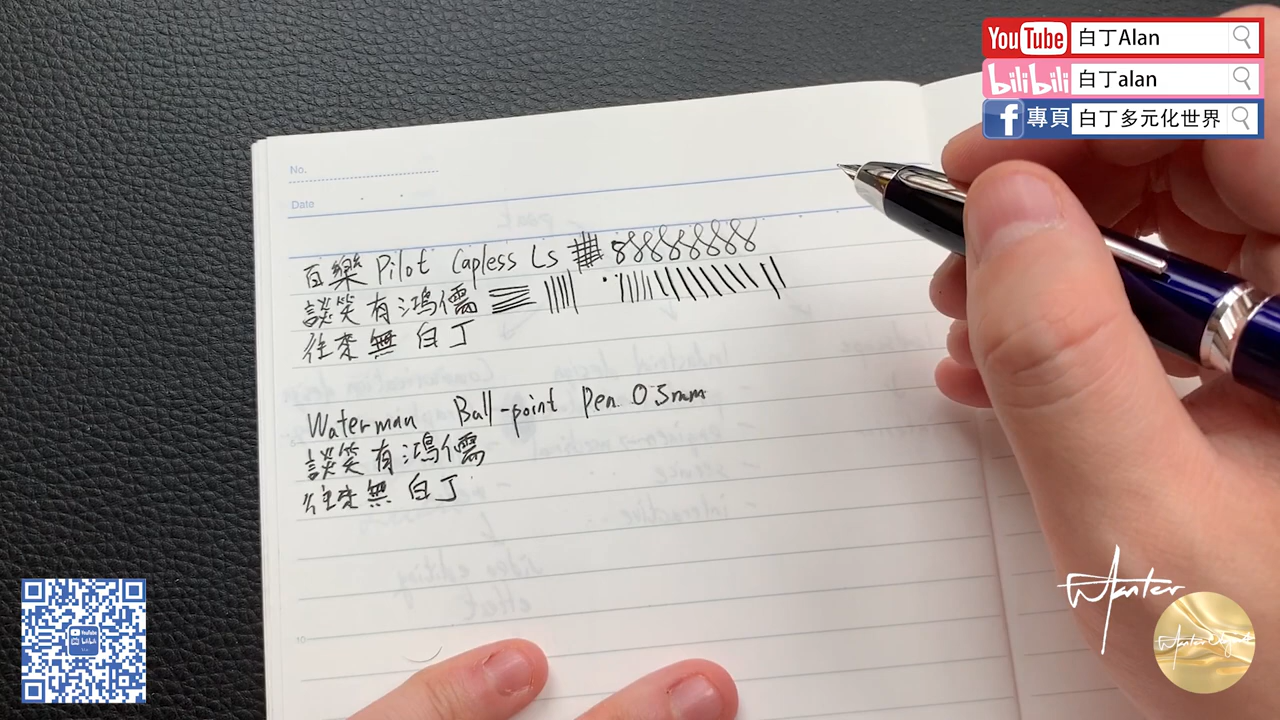 YouTube 白丁Alan
bilibili 白丁alan
f 專頁 白丁多元化世界
No.
Date
百樂 Pilot Capless Ls
談笑有鴻儒
往來無白丁
Waterman Ball-point Pen 0.5mm
談笑有鴻儒
往來無白丁
10
Wanter